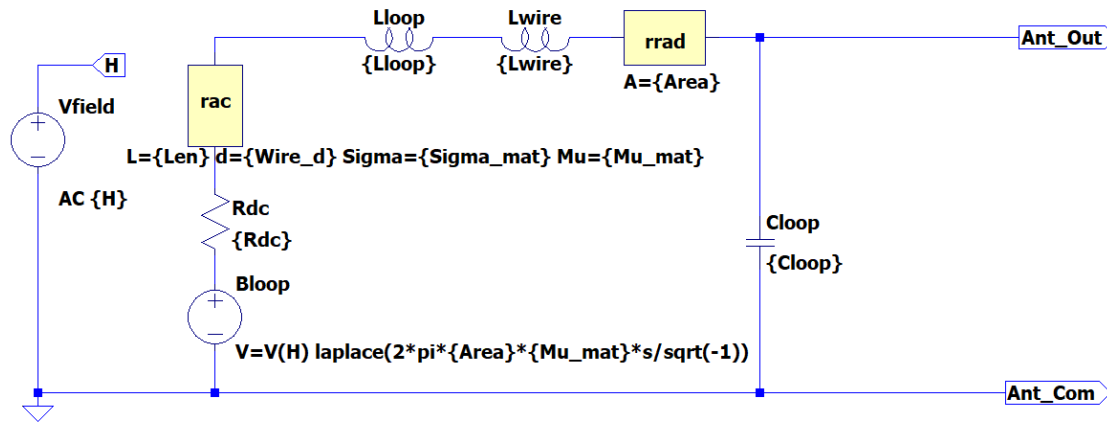 Lloop
Lwire
{Lloop}
{Lwire}
rrad
A={Area}
Ant_Out
H
Vfield
AC {H}
rac
L={Len} d={Wire_d} Sigma={Sigma_mat} Mu={Mu_mat}
Rdc
{Rdc}
Cloop
{Cloop}
Bloop
V=V(H) laplace(2*pi*{Area}*{Mu_mat}*s/sqrt(-1))
Ant_Com